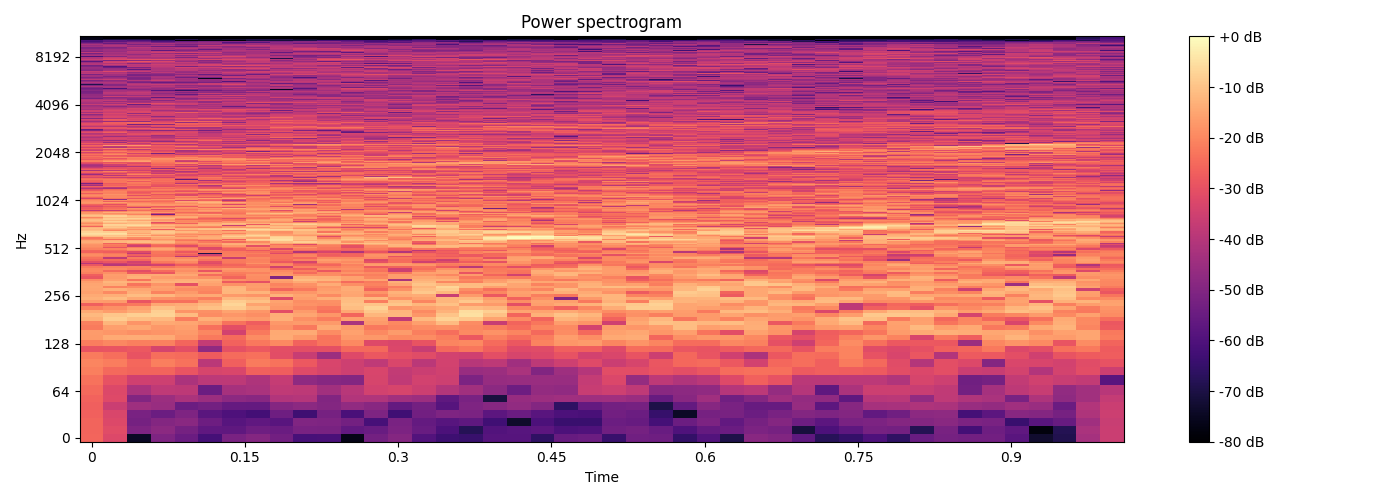 Power spectrogram
Hz
8192
4096
2048
1024
512
256
128
64
0
0 0.15 0.3 0.45 0.6 0.75 0.9
Time
+0 dB
-10 dB
-20 dB
-30 dB
-40 dB
-50 dB
-60 dB
-70 dB
-80 dB